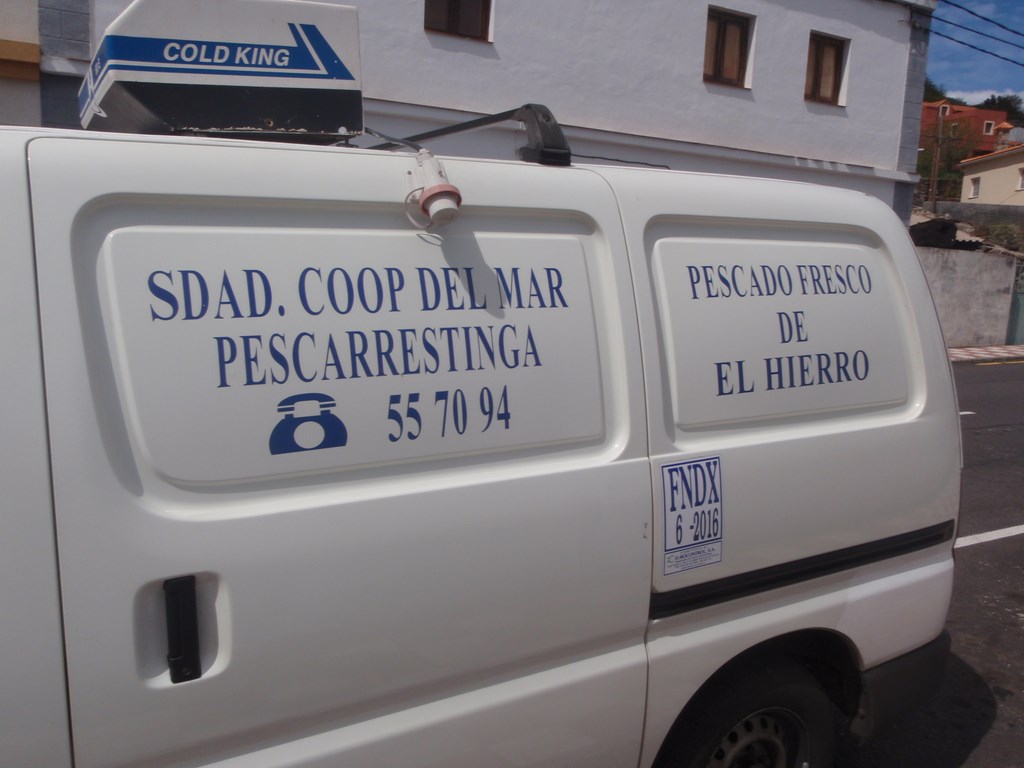 COLD KING
SDAD. COOP DEL MAR
PESCARRESTINGA
55 70 94
PESCADO FRESCO
DE
EL HIERRO
FNDX
6 -2016